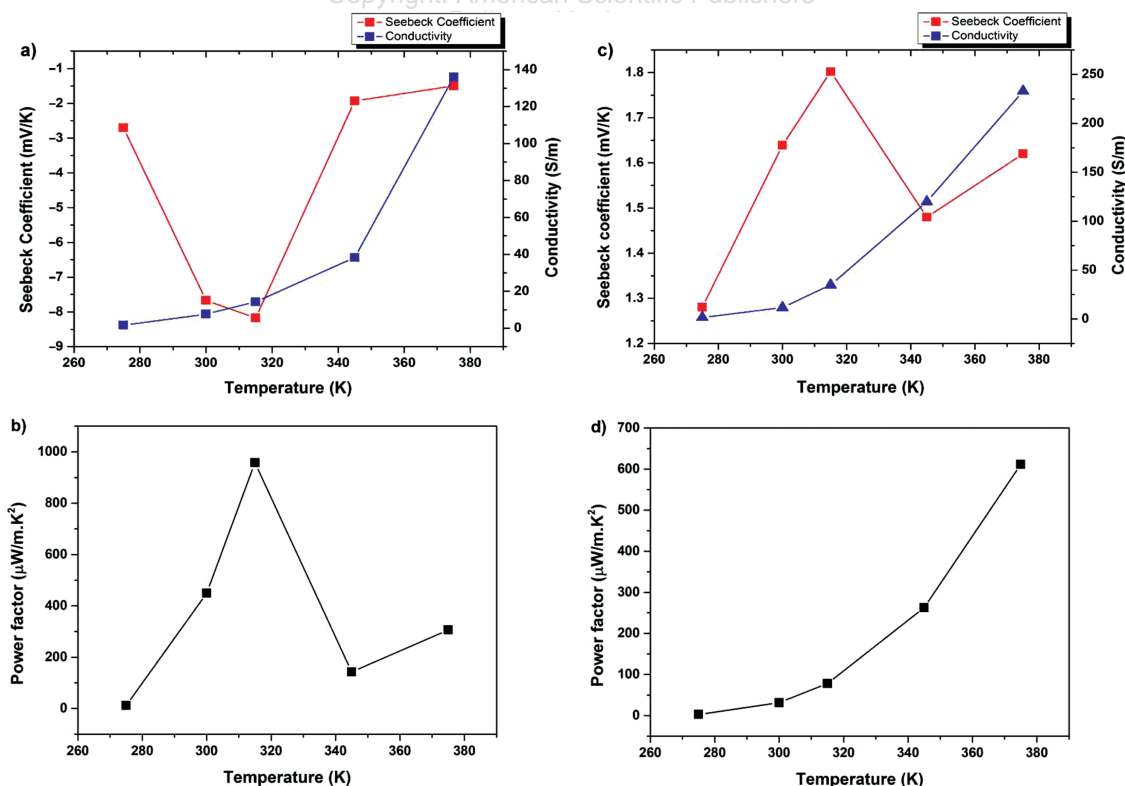 Copyright: American Scientific Publishers
Seebeck Coefficient
Conductivity
a)
−1
−2
−3
−4
−5
−6
−7
−8
−9
Seebeck Coefficient (mV/K)
140
120
100
80
60
40
20
0
Conductivity (S/m)
260 280 300 320 340 360 380
Temperature (K)
Seebeck Coefficient
Conductivity
c)
1.8
1.7
1.6
1.5
1.4
1.3
1.2
Seebeck coefficient (mV/K)
250
200
150
100
50
0
Conductivity (S/m)
260 280 300 320 340 360 380
Temperature (K)
b)
1000
800
600
400
200
0
Power factor (μW/m.K²)
260 280 300 320 340 360 380
Temperature (K)
d)
700
600
500
400
300
200
100
0
Power factor (μW/m.K²)
260 280 300 320 340 360 380
Temperature (K)